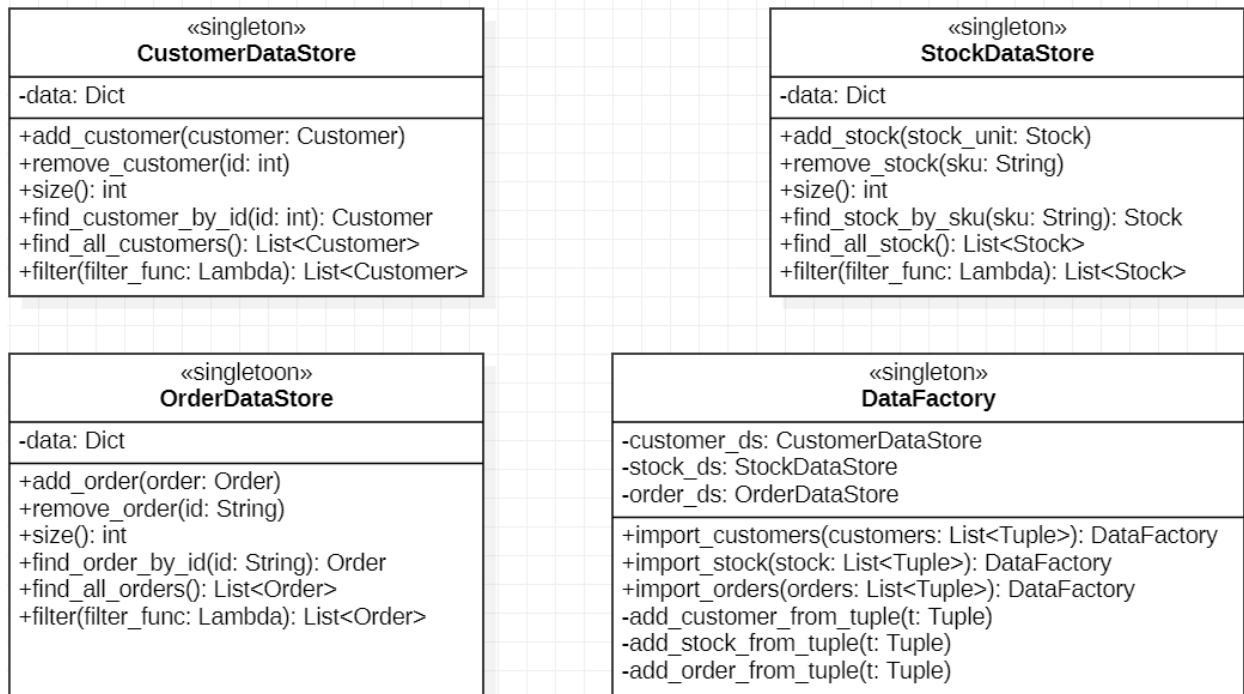 «singleton»
CustomerDataStore
-data: Dict
+add_customer(customer: Customer)
+remove_customer(id: int)
+size(): int
+find_customer_by_id(id: int): Customer
+find_all_customers(): List<Customer>
+filter(filter_func: Lambda): List<Customer>
«singleton»
StockDataStore
-data: Dict
+add_stock(stock_unit: Stock)
+remove_stock(sku: String)
+size(): int
+find_stock_by_sku(sku: String): Stock
+find_all_stock(): List<Stock>
+filter(filter_func: Lambda): List<Stock>
«singletoon»
OrderDataStore
-data: Dict
+add_order(order: Order)
+remove_order(id: String)
+size(): int
+find_order_by_id(id: String): Order
+find_all_orders(): List<Order>
+filter(filter_func: Lambda): List<Order>
«singleton»
DataFactory
-customer_ds: CustomerDataStore
-stock_ds: StockDataStore
-order_ds: OrderDataStore
+import_customers(customers: List<Tuple>): DataFactory
+import_stock(stock: List<Tuple>): DataFactory
+import_orders(orders: List<Tuple>): DataFactory
-add_customer_from_tuple(t: Tuple)
-add_stock_from_tuple(t: Tuple)
-add_order_from_tuple(t: Tuple)